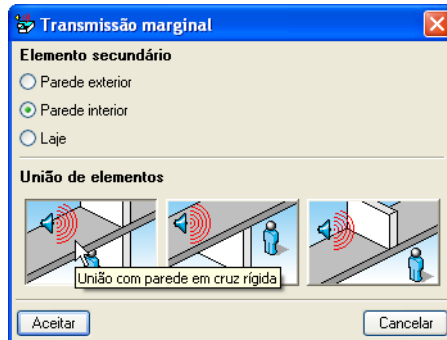 Transmissão marginal
Elemento secundário
Parede exterior
Parede interior
Laje
União de elementos
União com parede em cruz rígida
Aceitar
Cancelar